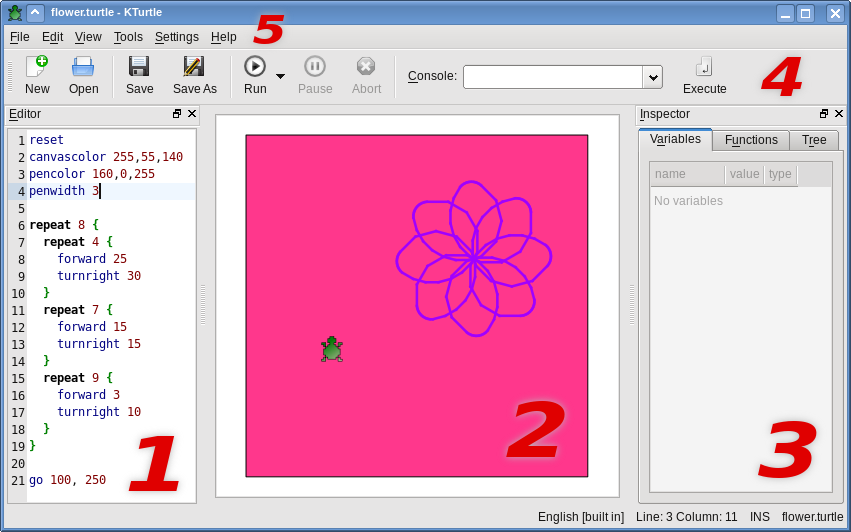 flower.turtle - KTurtle
File Edit View Tools Settings Help 5
New Open Save Save As Run Pause Abort Console: Execute 4
Editor
1 reset
2 canvascolor 255,55,140
3 pencolor 160,0,255
4 penwidth 3
5
6 repeat 8 {
7 repeat 4 {
8 forward 25
9 turnright 30
10 }
11 repeat 7 {
12 forward 15
13 turnright 15
14 }
15 repeat 9 {
16 forward 3
17 turnright 10
18 }
19 }
20
21 go 100, 250
1
2
Inspector
Variables Functions Tree
name value type
No variables
3
English [built in] Line: 3 Column: 11 INS flower.turtle